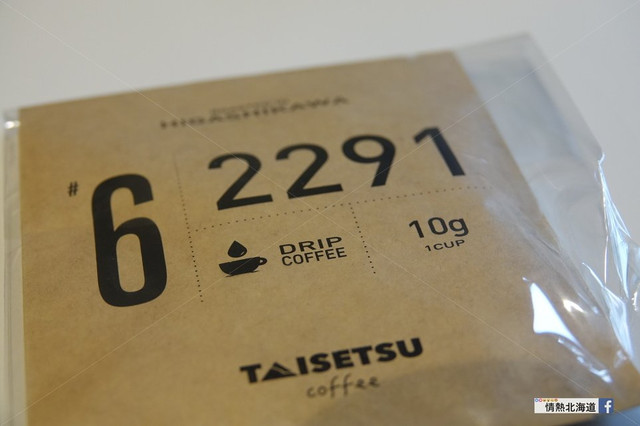 HIGASHIKAWA
#6
2291
DRIP
COFFEE
10g
1CUP
TAISETSU
coffee
情熱北海道